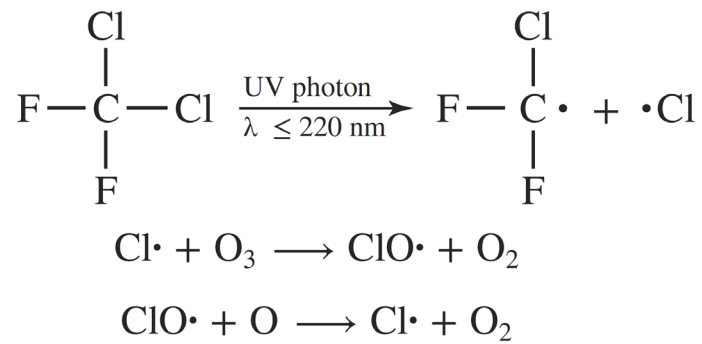 Cl Cl
F—C—Cl UV photon λ ≤ 220 nm F—C· + ·Cl
F F
Cl· + O₃ ⟶ ClO· + O₂
ClO· + O ⟶ Cl· + O₂